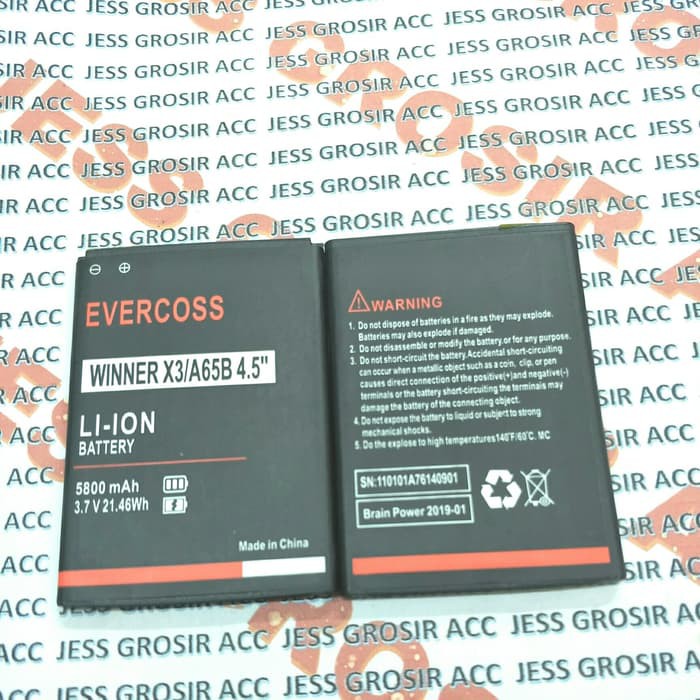 EVERCOSS
WINNER X3/A65B 4.5"
LI-ION
BATTERY
5800 mAh
3.7 V 21.46Wh
Made in China
WARNING
1. Do not dispose of batteries in a fire as they may explode.
Batteries may also explode if damaged.
2. Do not disassemble or modify the battery, or for any purpose.
3. Do not short-circuit the battery. Accidental short-circuiting
can occur when a metallic object such as a coin, clip, or pen
causes direct connection of the positive(+) and negative(-)
terminals or the battery short-circuiting the terminals may
damage the battery of the connecting object.
4. Do not expose the battery to liquid or subject to strong
mechanical shocks.
5. Do the explose to high temperatures 140°F/60°C. MC
SN:110101A76140901
Brain Power 2019-01
JESS GROSIR ACC